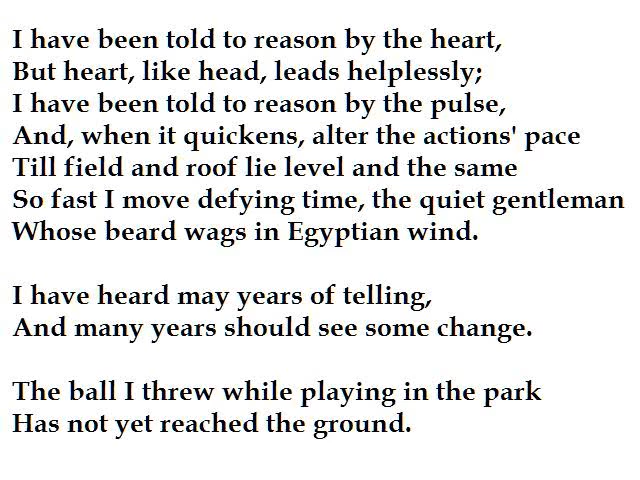 I have been told to reason by the heart,
But heart, like head, leads helplessly;
I have been told to reason by the pulse,
And, when it quickens, alter the actions' pace
Till field and roof lie level and the same
So fast I move defying time, the quiet gentleman
Whose beard wags in Egyptian wind.
I have heard may years of telling,
And many years should see some change.
The ball I threw while playing in the park
Has not yet reached the ground.